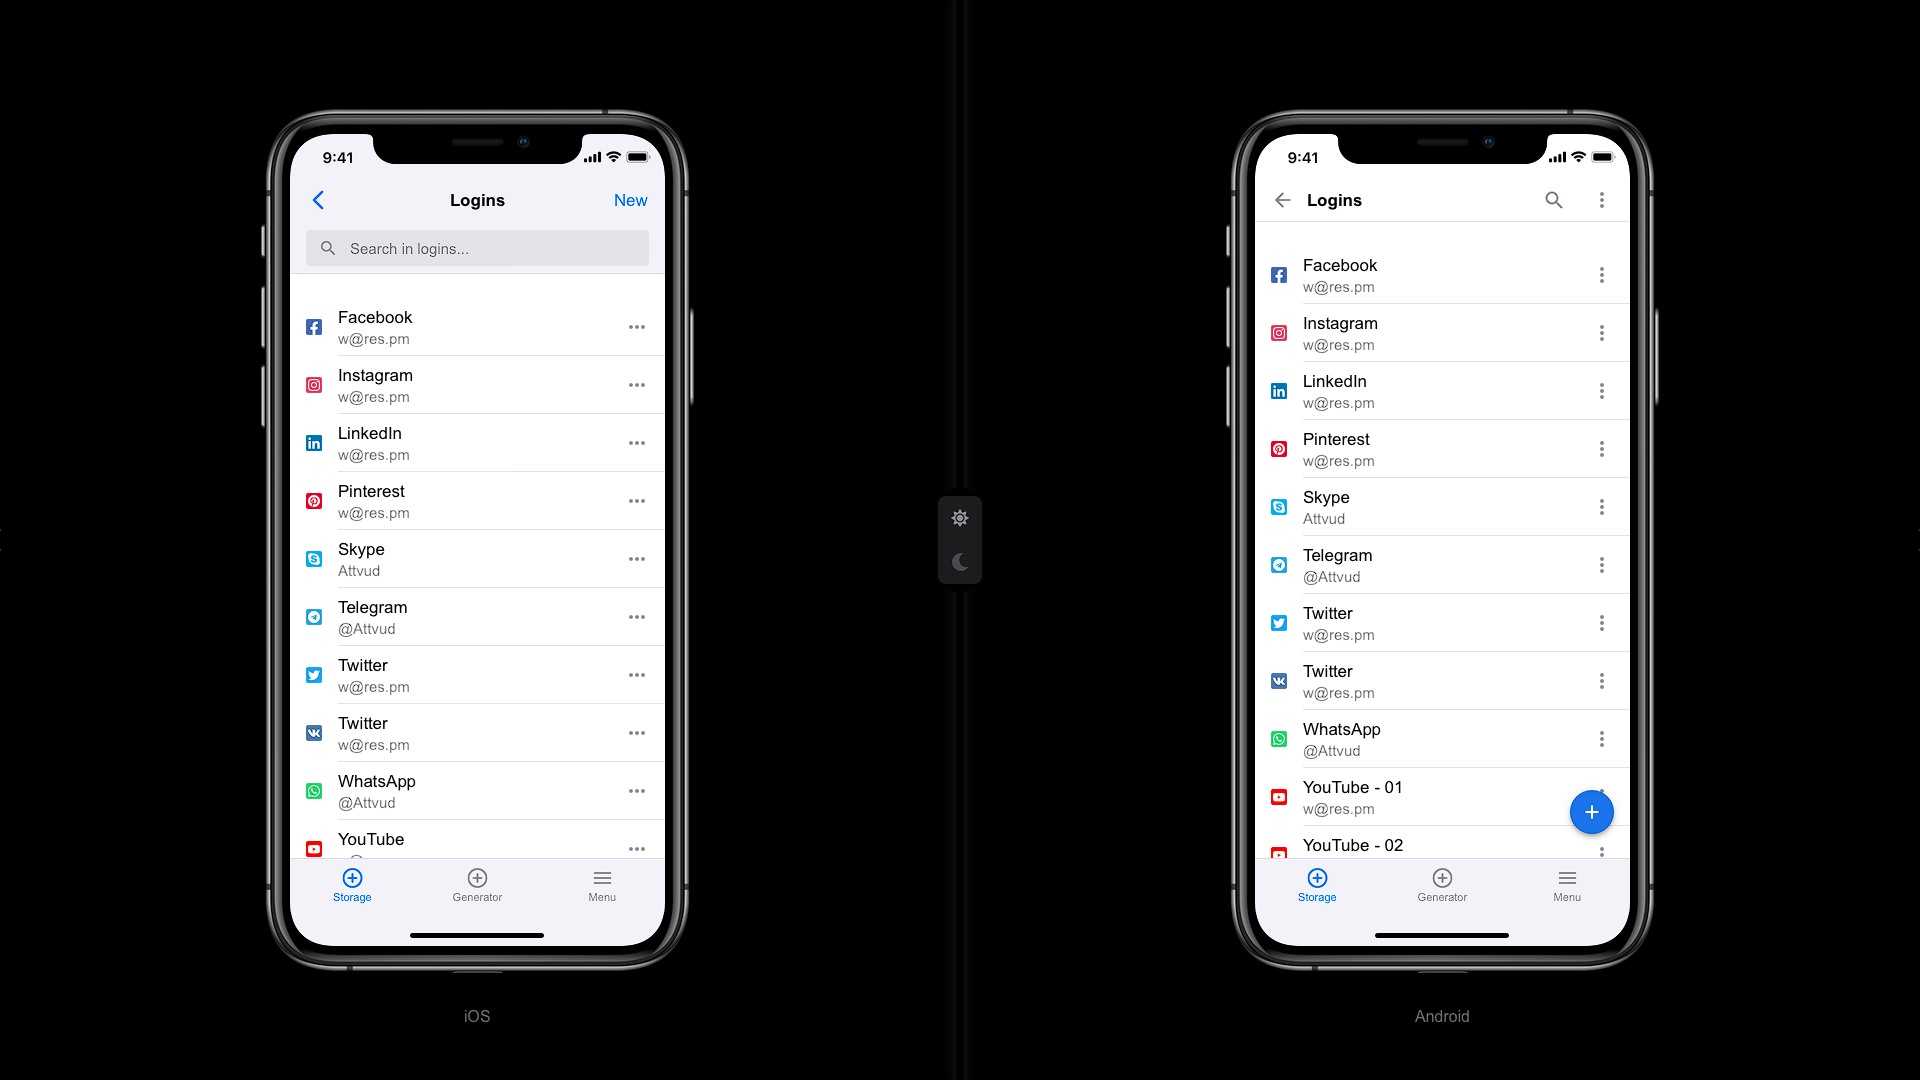 9:41
Logins
New
Search in logins...
Facebook
w@res.pm
Instagram
w@res.pm
LinkedIn
w@res.pm
Pinterest
w@res.pm
Skype
Attvud
Telegram
@Attvud
Twitter
w@res.pm
Twitter
w@res.pm
WhatsApp
@Attvud
YouTube
Storage
Generator
Menu
iOS
9:41
Logins
Facebook
w@res.pm
Instagram
w@res.pm
LinkedIn
w@res.pm
Pinterest
w@res.pm
Skype
Attvud
Telegram
@Attvud
Twitter
w@res.pm
Twitter
w@res.pm
WhatsApp
@Attvud
YouTube - 01
w@res.pm
YouTube - 02
Storage
Generator
Menu
Android